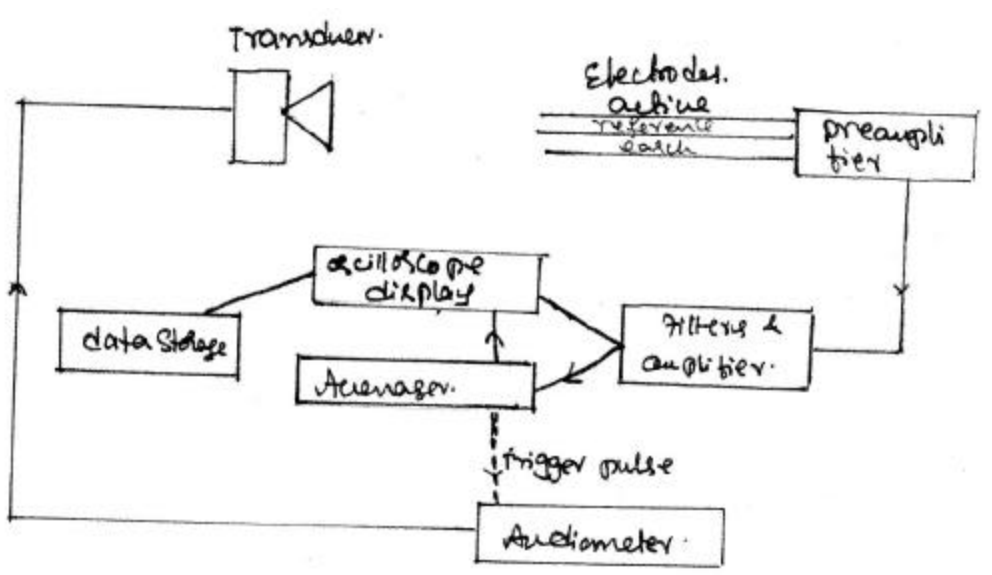 Transducer.
Electrodes.
active
reference
earth
preampli
fier
oscilloscope
display
data Storage
Filters &
amplifier.
Averager.
trigger pulse
Audiometer.